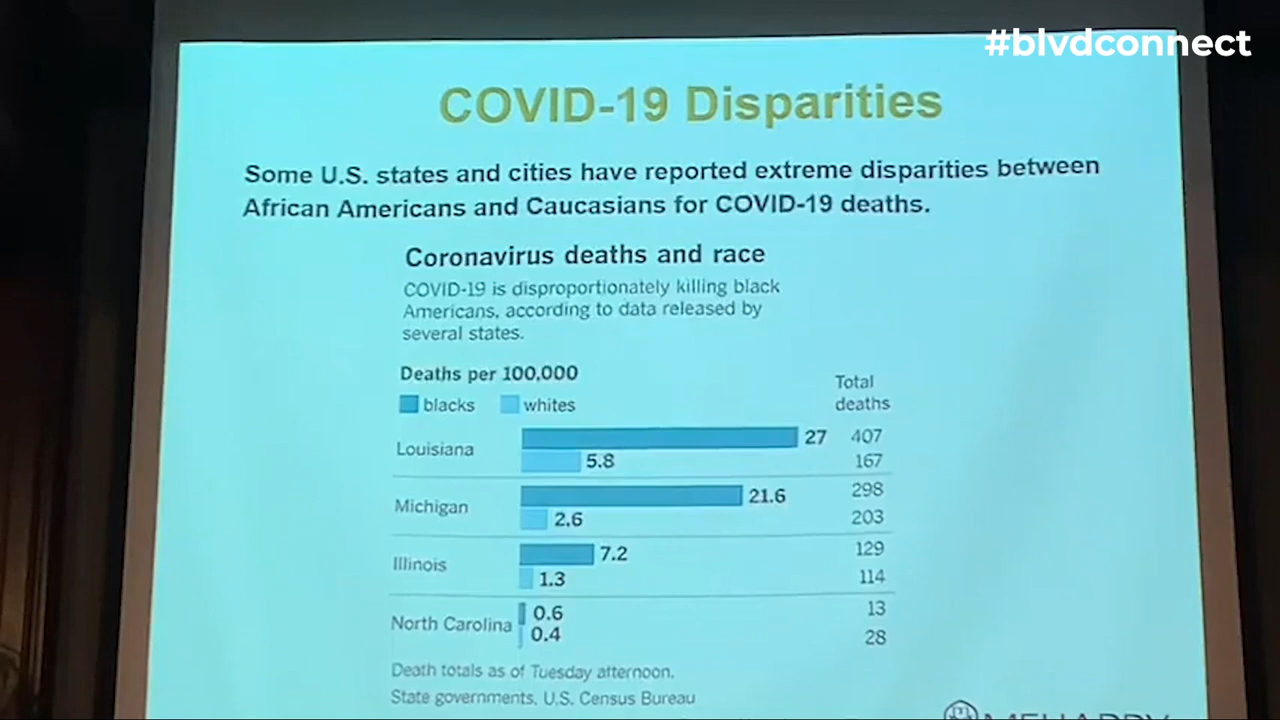 #blvdconnect
COVID-19 Disparities
Some U.S. states and cities have reported extreme disparities between
African Americans and Caucasians for COVID-19 deaths.
Coronavirus deaths and race
COVID-19 is disproportionately killing black
Americans, according to data released by
several states.
Deaths per 100,000
Total
deaths
blacks whites
Louisiana
27 407
5.8 167
Michigan
21.6 298
2.6 203
Illinois
7.2 129
1.3 114
North Carolina
0.6 13
0.4 28
Death totals as of Tuesday afternoon.
State governments, U.S. Census Bureau